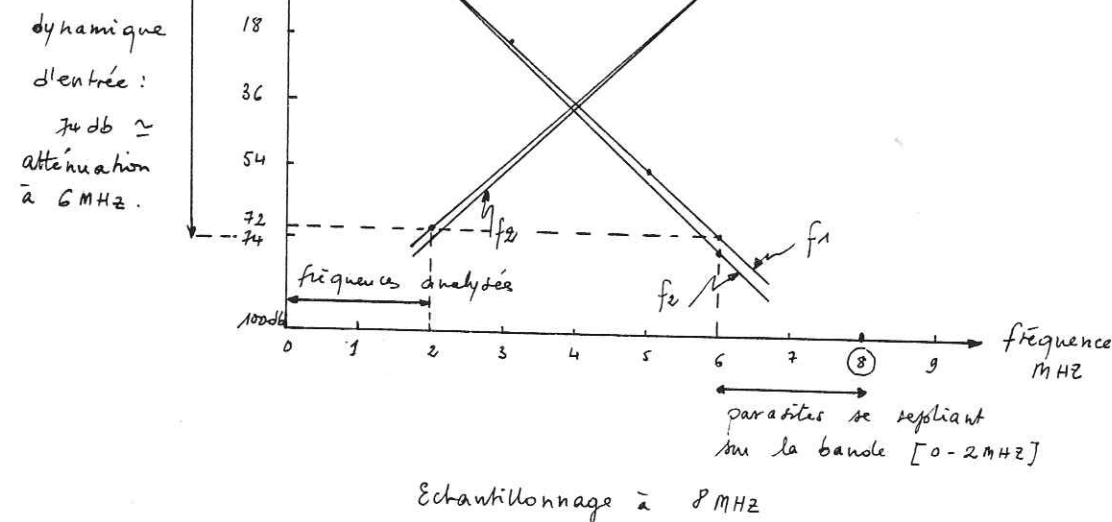 dynamique
d'entrée :
74 db ≃
atténuation
à 6 MHz.
18
36
54
72
74
100db
f2
f1
f2
fréquences analysées
0 1 2 3 4 5 6 7 8 9
fréquence
MHZ
parasites se repliant
sur la bande [0-2MHZ]
Echantillonnage à 8 MHZ